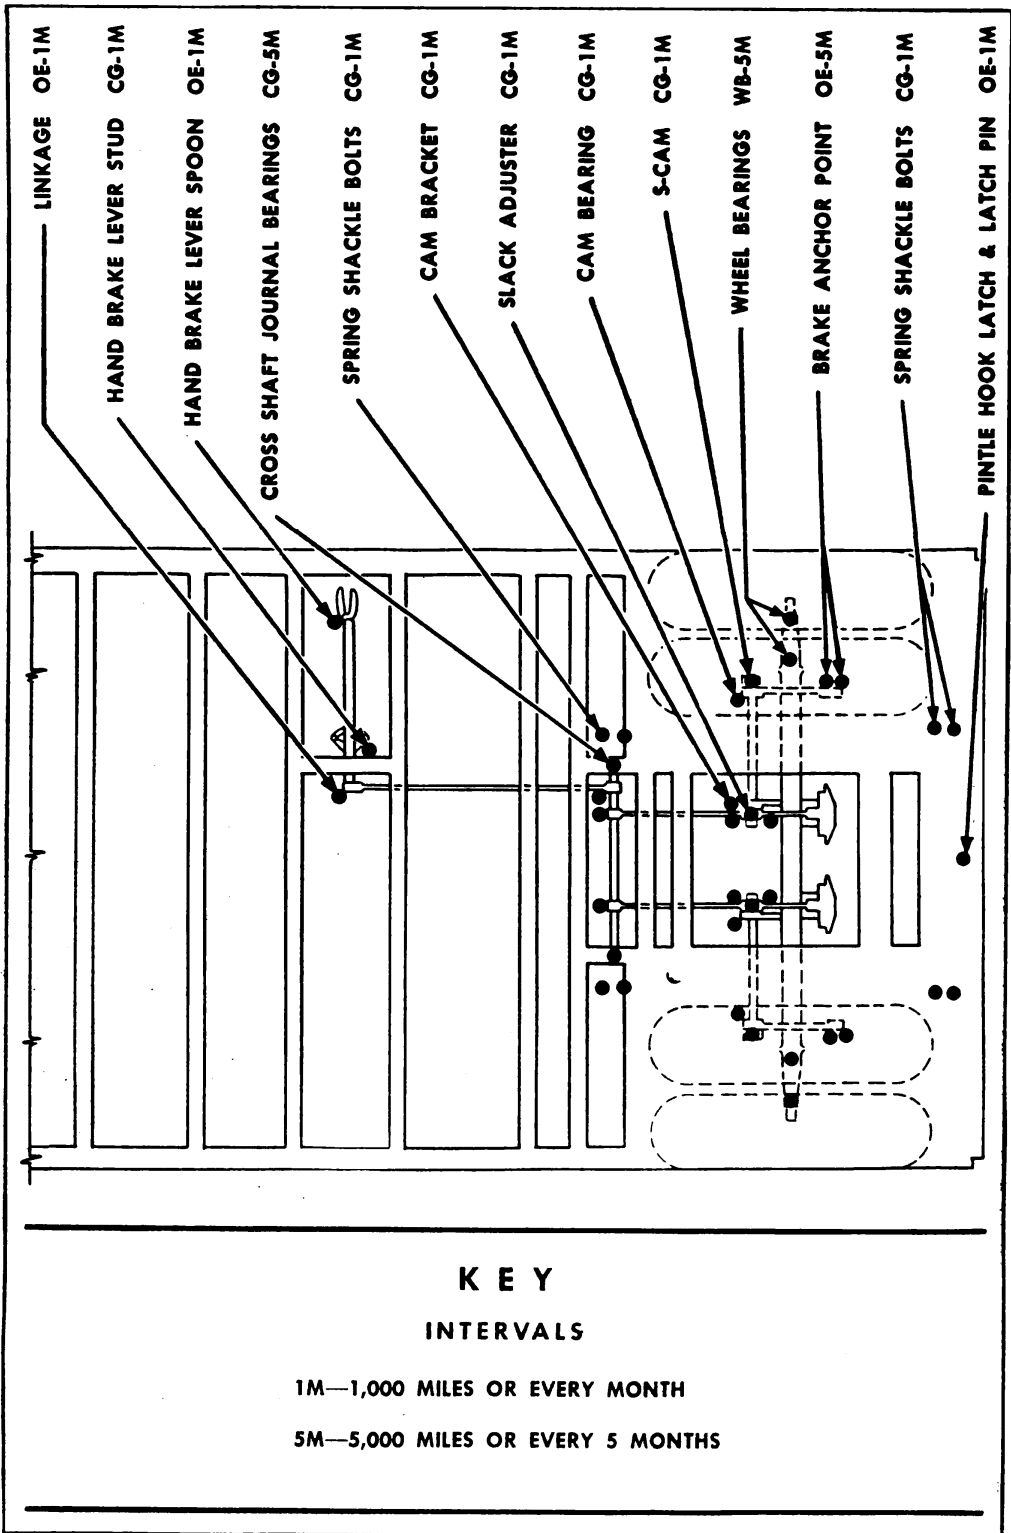 LINKAGE OE-1M
HAND BRAKE LEVER STUD CG-1M
HAND BRAKE LEVER SPOON OE-1M
CROSS SHAFT JOURNAL BEARINGS CG-5M
SPRING SHACKLE BOLTS CG-1M
CAM BRACKET CG-1M
SLACK ADJUSTER CG-1M
CAM BEARING CG-1M
S-CAM CG-1M
WHEEL BEARINGS WB-5M
BRAKE ANCHOR POINT OE-5M
SPRING SHACKLE BOLTS CG-1M
PINTLE HOOK LATCH & LATCH PIN OE-1M
KEY
INTERVALS
1M—1,000 MILES OR EVERY MONTH
5M—5,000 MILES OR EVERY 5 MONTHS